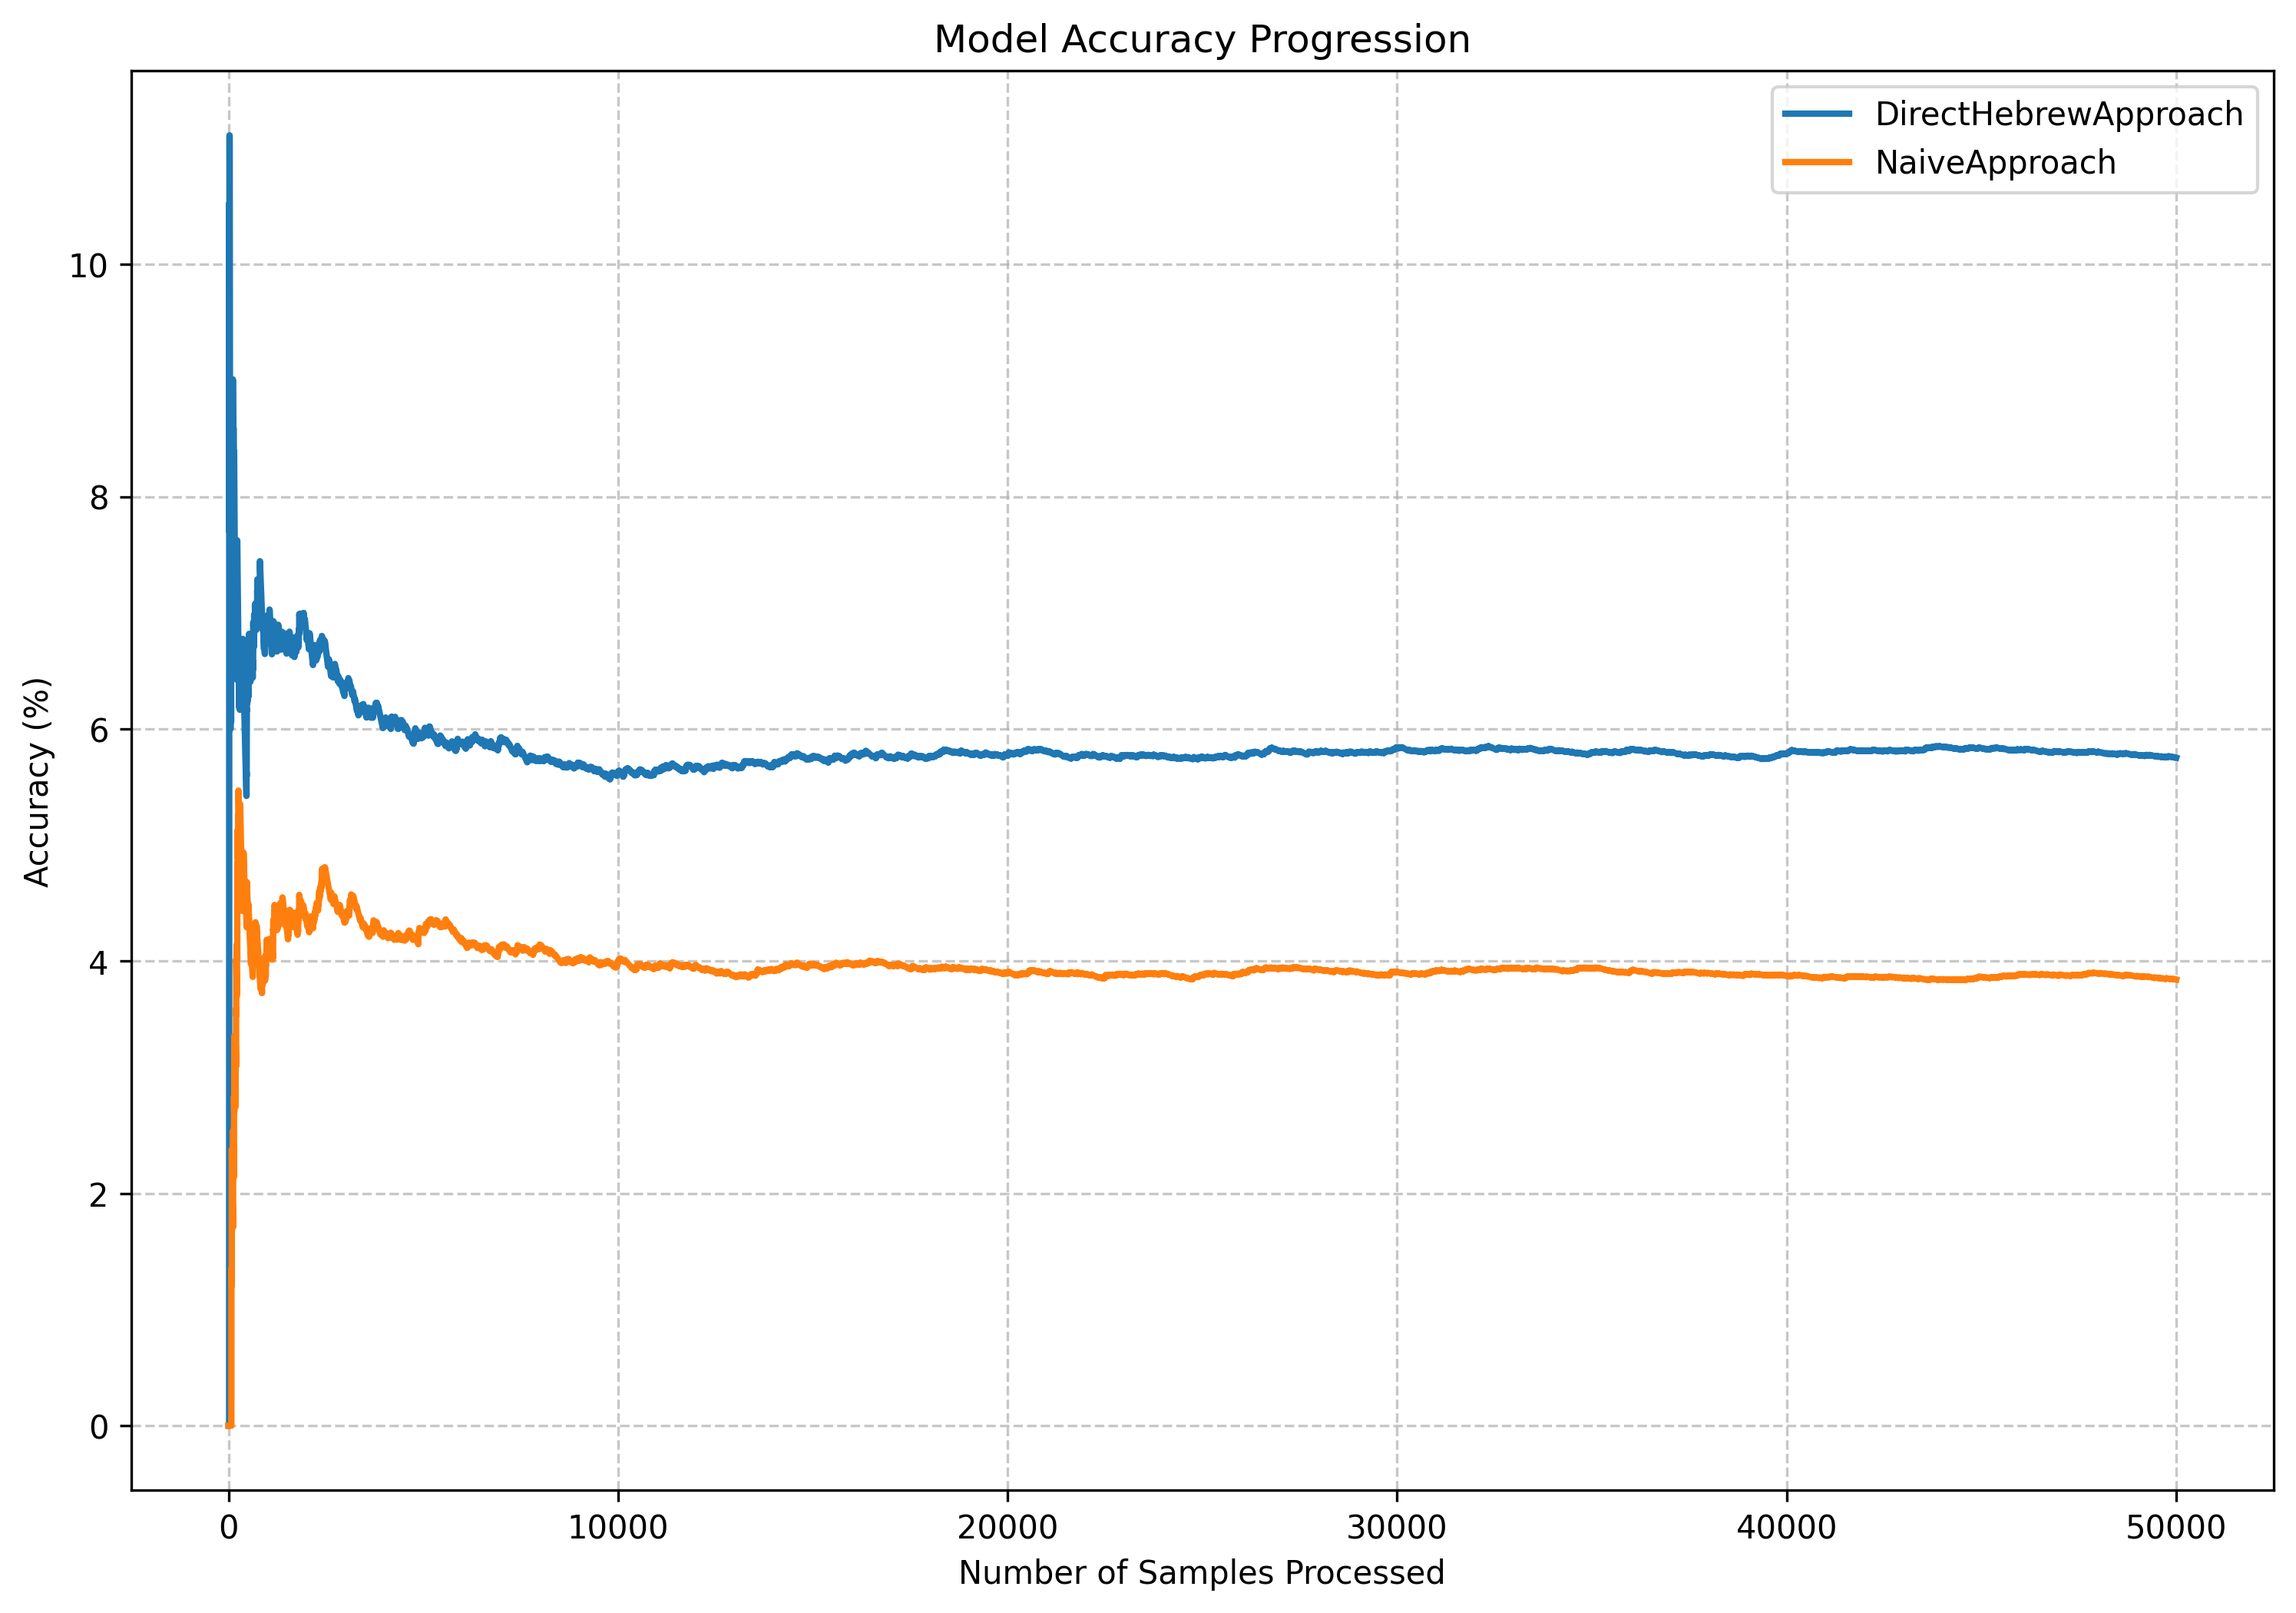 Model Accuracy Progression
DirectHebrewApproach
NaiveApproach
10
8
6
4
2
0
Accuracy (%)
0 10000 20000 30000 40000 50000
Number of Samples Processed